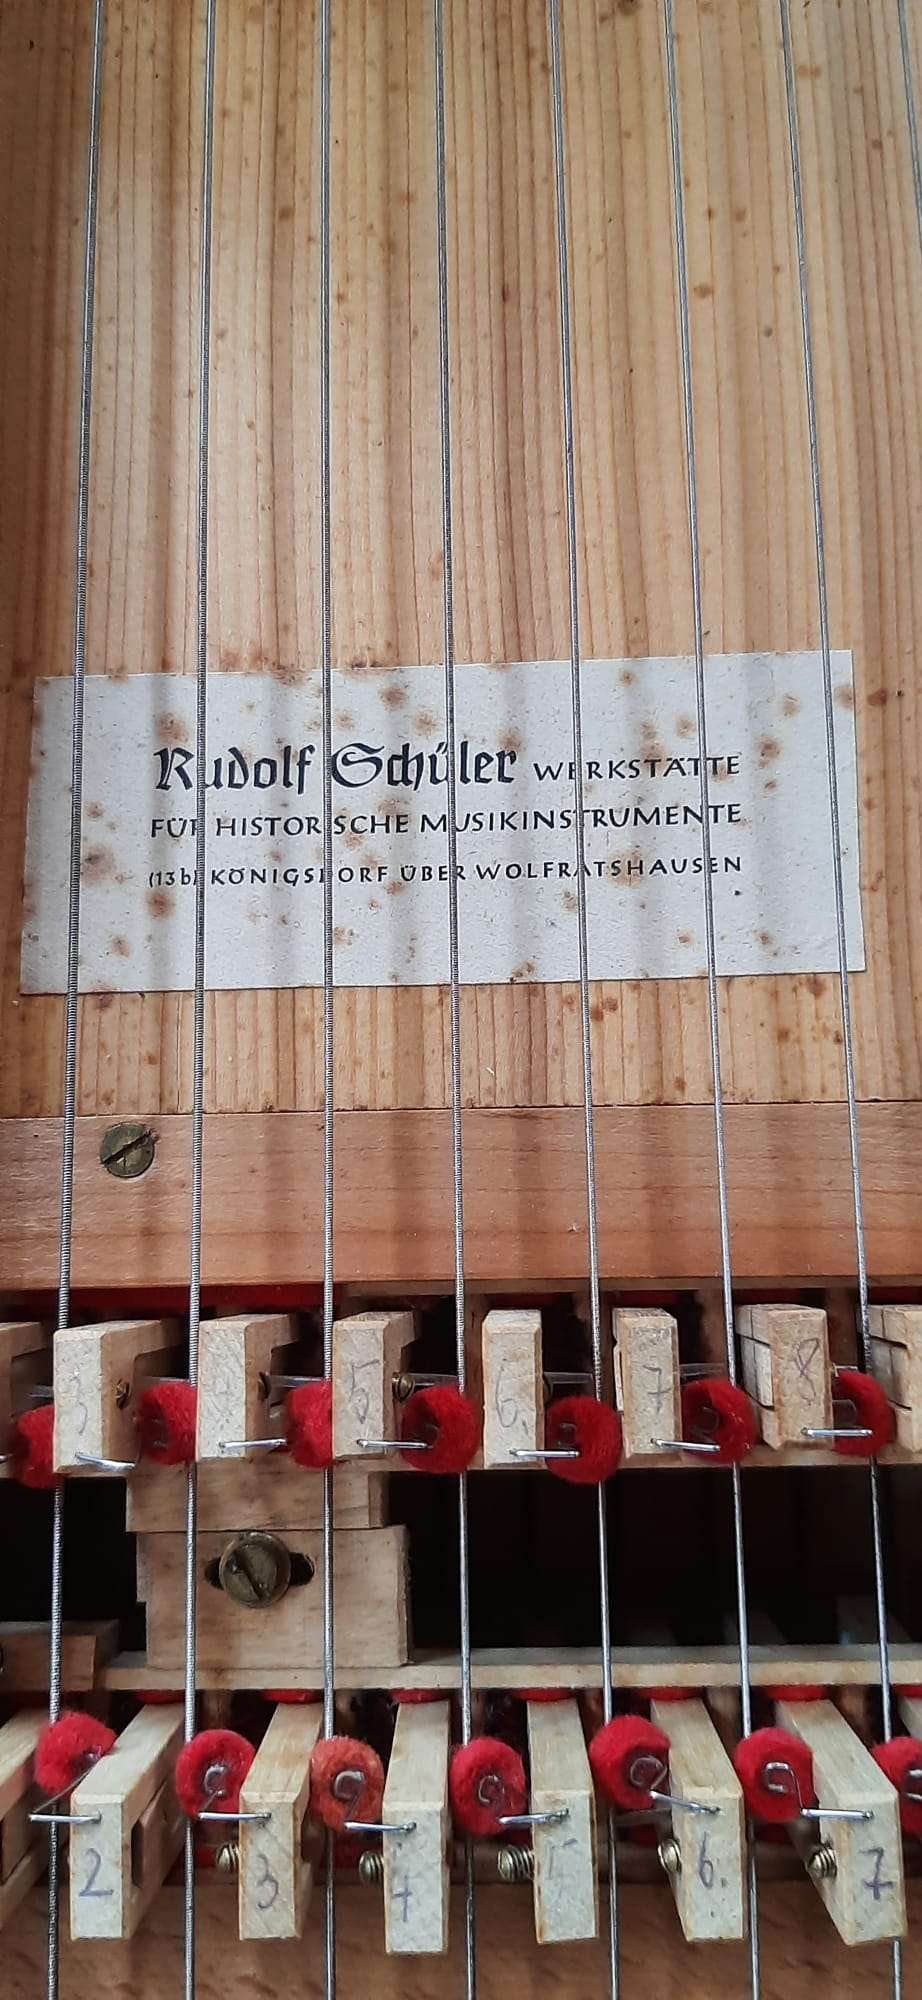 Rudolf Schüler WERKSTÄTTE
FÜR HISTORISCHE MUSIKINSTRUMENTE
(13b) KÖNIGSDORF ÜBER WOLFRATSHAUSEN
3 5 6. 7 8
2 3 4 5 6. 7